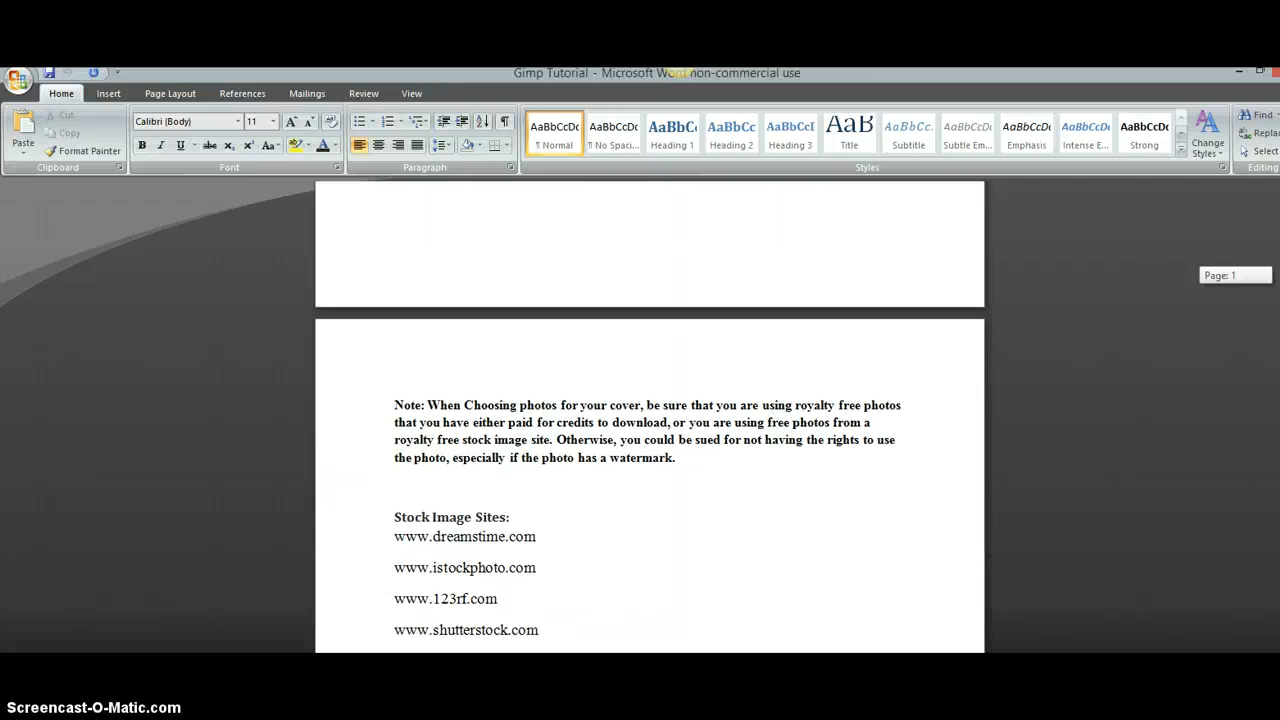 Gimp Tutorial - Microsoft Word non-commercial use
Home Insert Page Layout References Mailings Review View
Paste
Cut
Copy
Format Painter
Clipboard
Calibri (Body) 11
Font
Paragraph
AaBbCcDc AaBbCcDc AaBbC AaBbCc AaBbCcI AaB AaBbCc. AaBbCcDc AaBbCcDc AaBbCcDc AaBbCcDc
¶ Normal ¶ No Spaci... Heading 1 Heading 2 Heading 3 Title Subtitle Subtle Em... Emphasis Intense E... Strong
Styles
Change
Styles
Find
Repla
Select
Editing
Page: 1
Note: When Choosing photos for your cover, be sure that you are using royalty free photos
that you have either paid for credits to download, or you are using free photos from a
royalty free stock image site. Otherwise, you could be sued for not having the rights to use
the photo, especially if the photo has a watermark.
Stock Image Sites:
www.dreamstime.com
www.istockphoto.com
www.123rf.com
www.shutterstock.com
Screencast-O-Matic.com